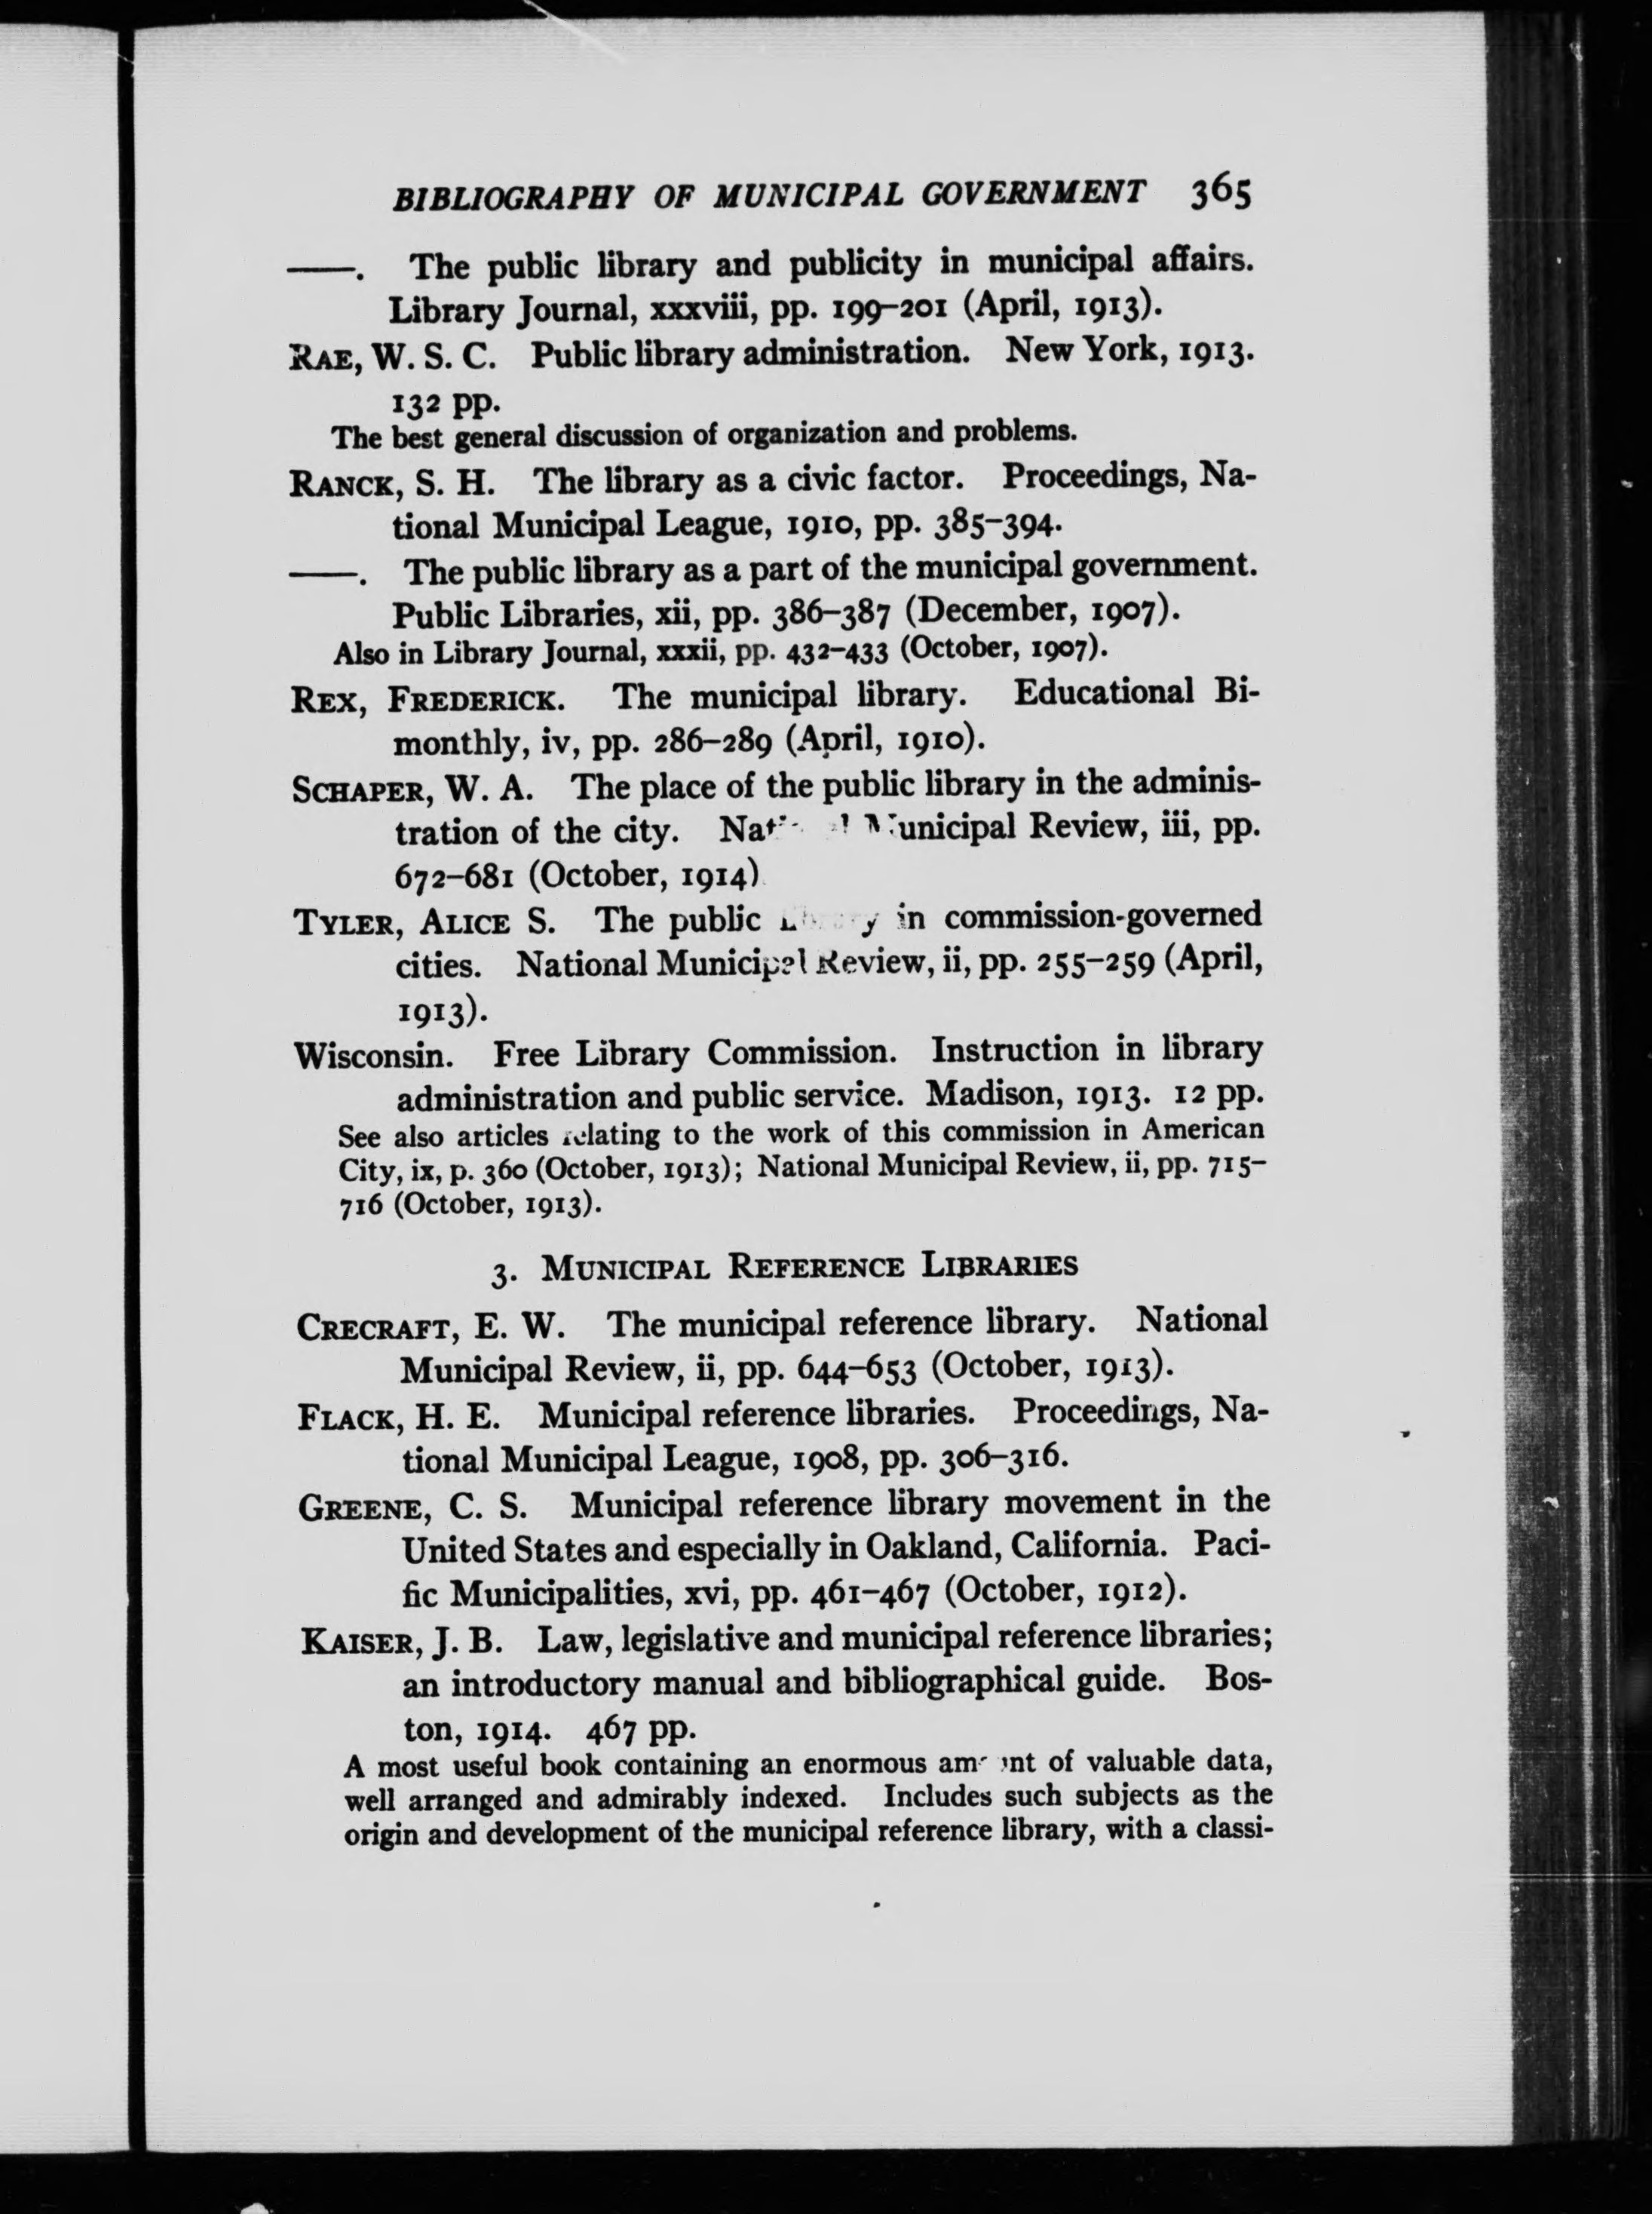 BIBLIOGRAPHY OF MUNICIPAL GOVERNMENT 365
——. The public library and publicity in municipal affairs.
Library Journal, xxxviii, pp. 199–201 (April, 1913).
RAE, W. S. C. Public library administration. New York, 1913.
132 pp.
The best general discussion of organization and problems.
RANCK, S. H. The library as a civic factor. Proceedings, Na-
tional Municipal League, 1910, pp. 385–394.
——. The public library as a part of the municipal government.
Public Libraries, xii, pp. 386–387 (December, 1907).
Also in Library Journal, xxxii, pp. 432–433 (October, 1907).
REX, FREDERICK. The municipal library. Educational Bi-
monthly, iv, pp. 286–289 (April, 1910).
SCHAPER, W. A. The place of the public library in the adminis-
tration of the city. National Municipal Review, iii, pp.
672–681 (October, 1914)
TYLER, ALICE S. The public library in commission-governed
cities. National Municipal Review, ii, pp. 255–259 (April,
1913).
Wisconsin. Free Library Commission. Instruction in library
administration and public service. Madison, 1913. 12 pp.
See also articles relating to the work of this commission in American
City, ix, p. 360 (October, 1913); National Municipal Review, ii, pp. 715–
716 (October, 1913).
3. MUNICIPAL REFERENCE LIBRARIES
CRECRAFT, E. W. The municipal reference library. National
Municipal Review, ii, pp. 644–653 (October, 1913).
FLACK, H. E. Municipal reference libraries. Proceedings, Na-
tional Municipal League, 1908, pp. 306–316.
GREENE, C. S. Municipal reference library movement in the
United States and especially in Oakland, California. Paci-
fic Municipalities, xvi, pp. 461–467 (October, 1912).
KAISER, J. B. Law, legislative and municipal reference libraries;
an introductory manual and bibliographical guide. Bos-
ton, 1914. 467 pp.
A most useful book containing an enormous amount of valuable data,
well arranged and admirably indexed. Includes such subjects as the
origin and development of the municipal reference library, with a classi-